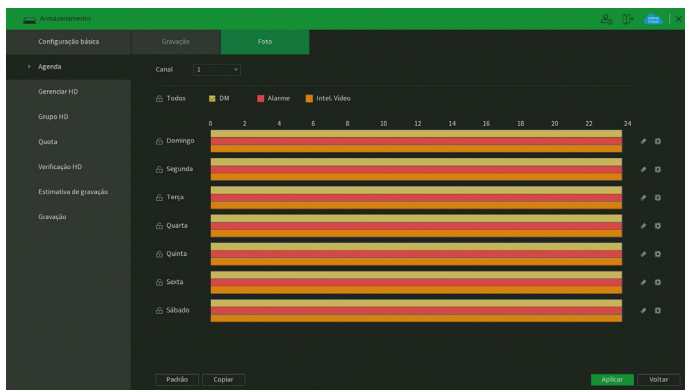 Armazenamento
Configuração básica
Agenda
Gerenciar HD
Grupo HD
Quota
Verificação HD
Estimativa de gravação
Gravação
Gravação Foto
Canal 1
Todos DM Alarme Intel. Vídeo
0 2 4 6 8 10 12 14 16 18 20 22 24
Domingo
Segunda
Terça
Quarta
Quinta
Sexta
Sábado
Padrão Copiar Aplicar Voltar